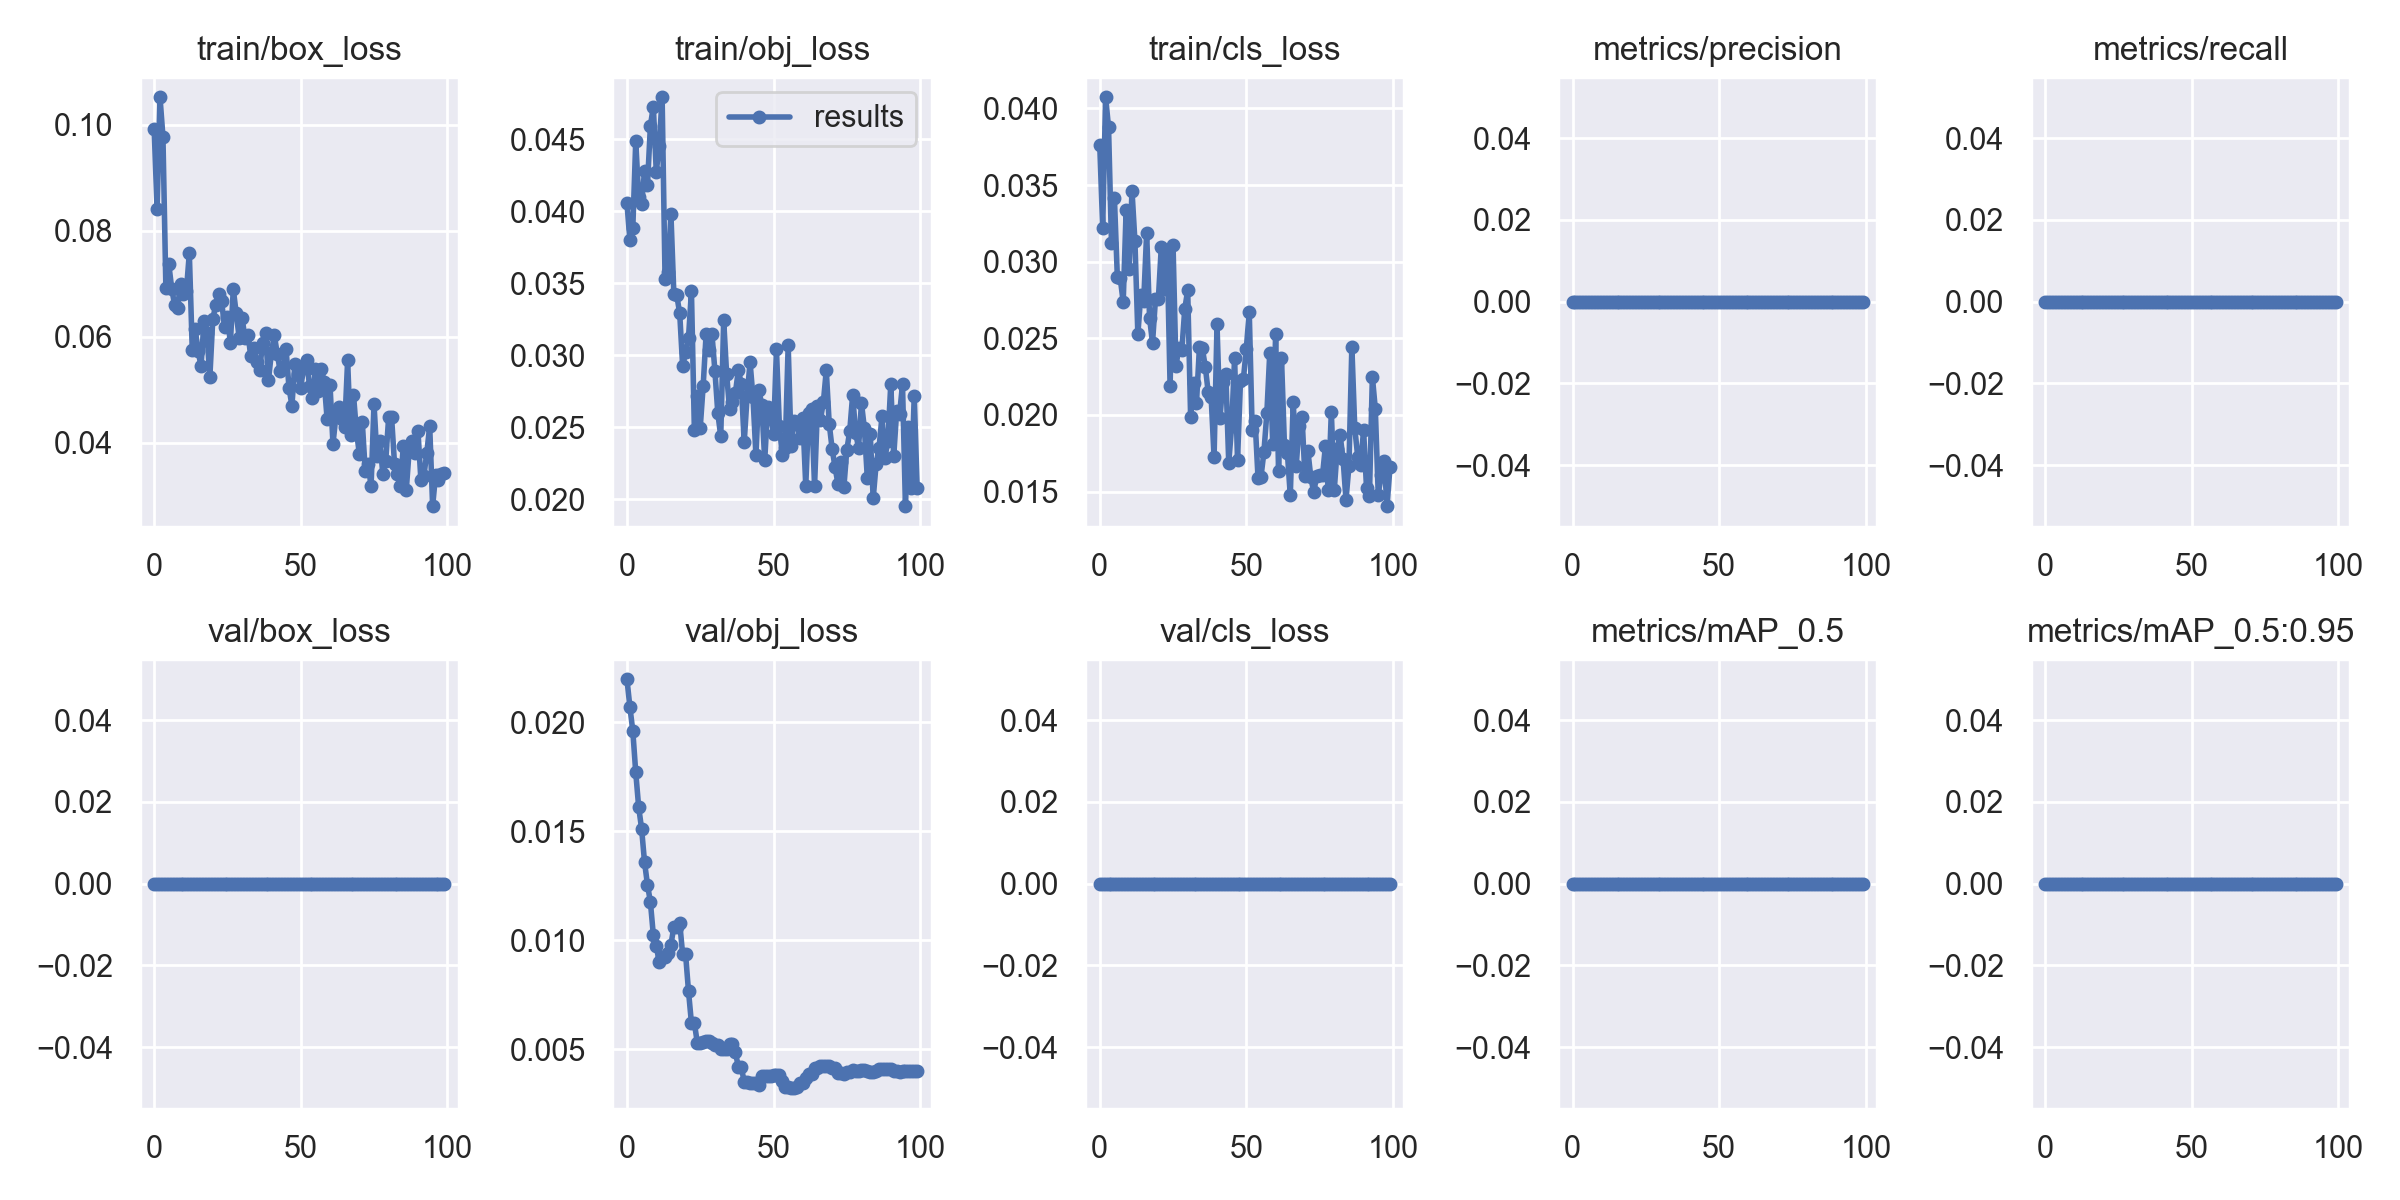 train/box_loss
train/obj_loss
train/cls_loss
metrics/precision
metrics/recall
results
0.10
0.08
0.06
0.04
0 50 100
0.045
0.040
0.035
0.030
0.025
0.020
0 50 100
0.040
0.035
0.030
0.025
0.020
0.015
0 50 100
0.04
0.02
0.00
−0.02
−0.04
0 50 100
0.04
0.02
0.00
−0.02
−0.04
0 50 100
val/box_loss
val/obj_loss
val/cls_loss
metrics/mAP_0.5
metrics/mAP_0.5:0.95
0.04
0.02
0.00
−0.02
−0.04
0 50 100
0.020
0.015
0.010
0.005
0 50 100
0.04
0.02
0.00
−0.02
−0.04
0 50 100
0.04
0.02
0.00
−0.02
−0.04
0 50 100
0.04
0.02
0.00
−0.02
−0.04
0 50 100